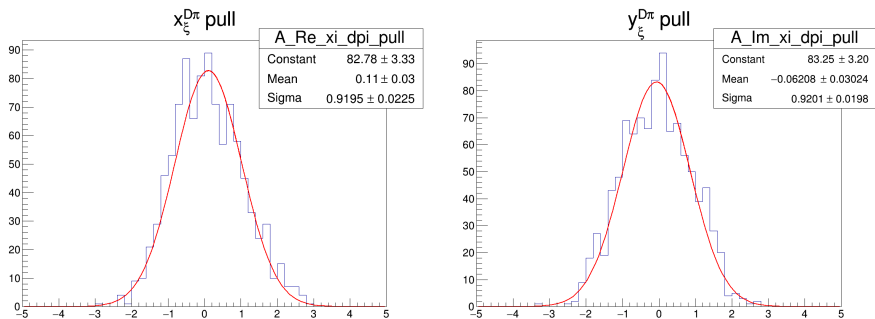 x_ξ^{Dπ} pull
A_Re_xi_dpi_pull
Constant 82.78 ± 3.33
Mean 0.11 ± 0.03
Sigma 0.9195 ± 0.0225
90
80
70
60
50
40
30
20
10
0
−5 −4 −3 −2 −1 0 1 2 3 4 5
y_ξ^{Dπ} pull
A_Im_xi_dpi_pull
Constant 83.25 ± 3.20
Mean −0.06208 ± 0.03024
Sigma 0.9201 ± 0.0198
90
80
70
60
50
40
30
20
10
0
−5 −4 −3 −2 −1 0 1 2 3 4 5